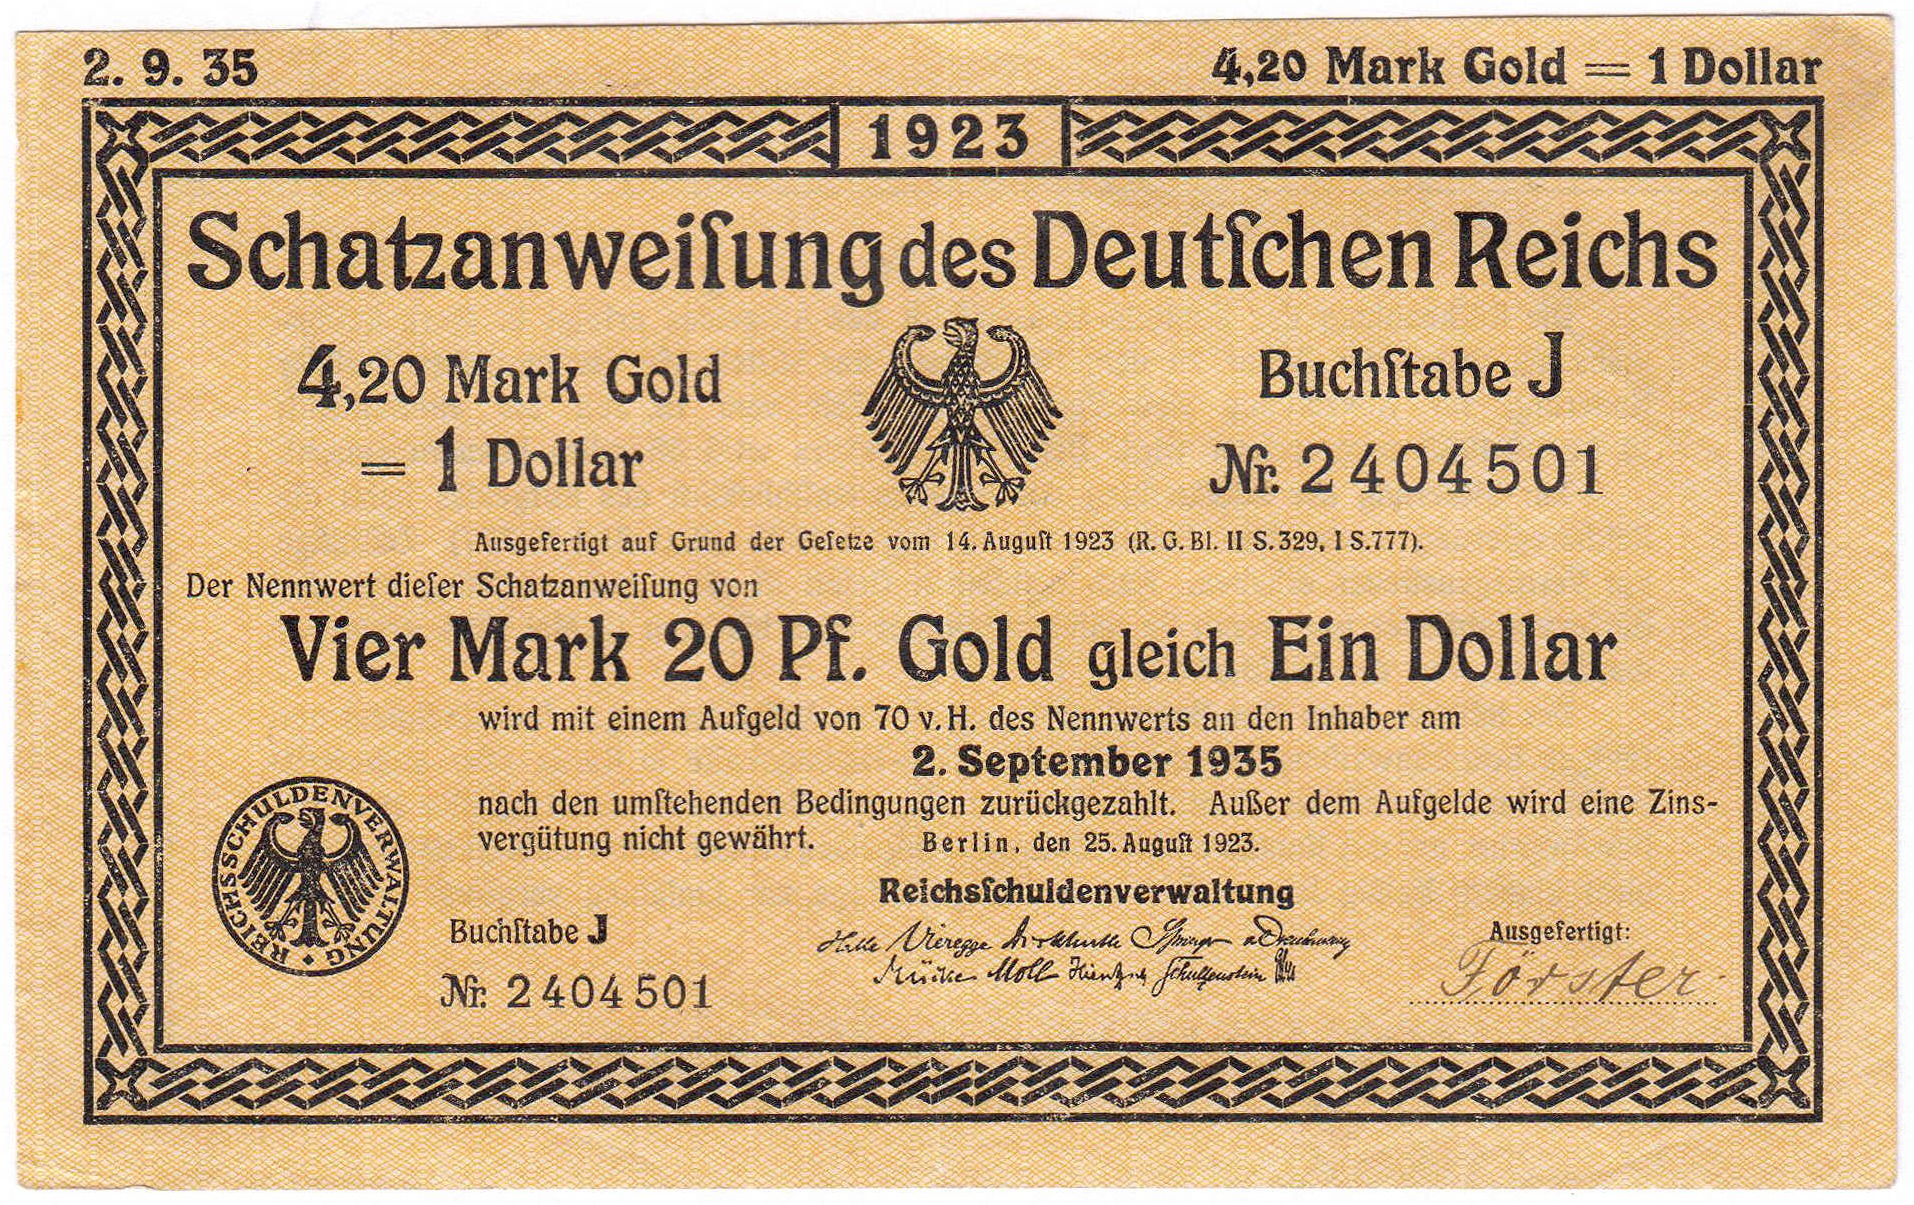 2. 9. 35
4,20 Mark Gold = 1 Dollar
1923
Schatzanweiſung des Deutſchen Reichs
4,20 Mark Gold
= 1 Dollar
Buchſtabe J
Nr. 2404501
Ausgefertigt auf Grund der Geſetze vom 14. Auguſt 1923 (R. G. Bl. II S. 329, I S. 777).
Der Nennwert dieſer Schatzanweiſung von
Vier Mark 20 Pf. Gold gleich Ein Dollar
wird mit einem Aufgeld von 70 v. H. des Nennwerts an den Inhaber am
2. September 1935
nach den umſtehenden Bedingungen zurückgezahlt. Außer dem Aufgelde wird eine Zins-
vergütung nicht gewährt.
Berlin, den 25. Auguſt 1923.
Reichsſchuldenverwaltung
REICHSSCHULDENVERWALTUNG
Buchſtabe J
Nr. 2404501
Vieregge
Mücke Moll
Ausgefertigt:
Förster